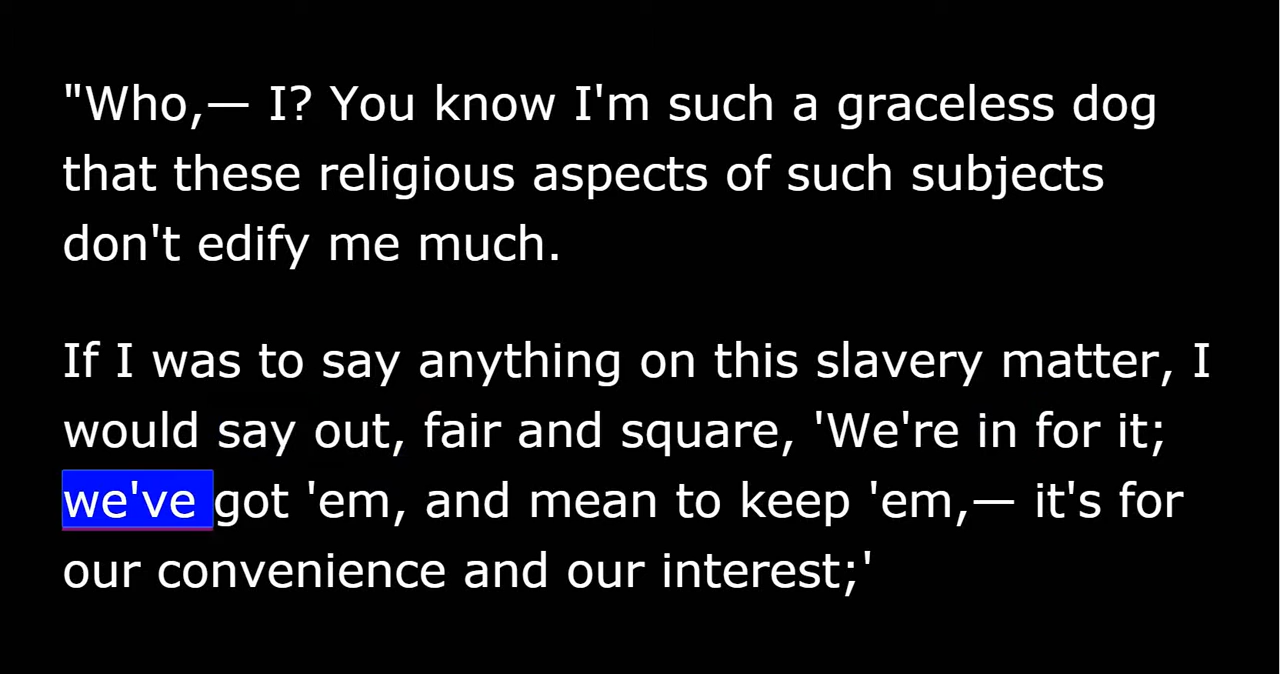 "Who,— I? You know I'm such a graceless dog
that these religious aspects of such subjects
don't edify me much.
If I was to say anything on this slavery matter, I
would say out, fair and square, 'We're in for it;
we've got 'em, and mean to keep 'em,— it's for
our convenience and our interest;'